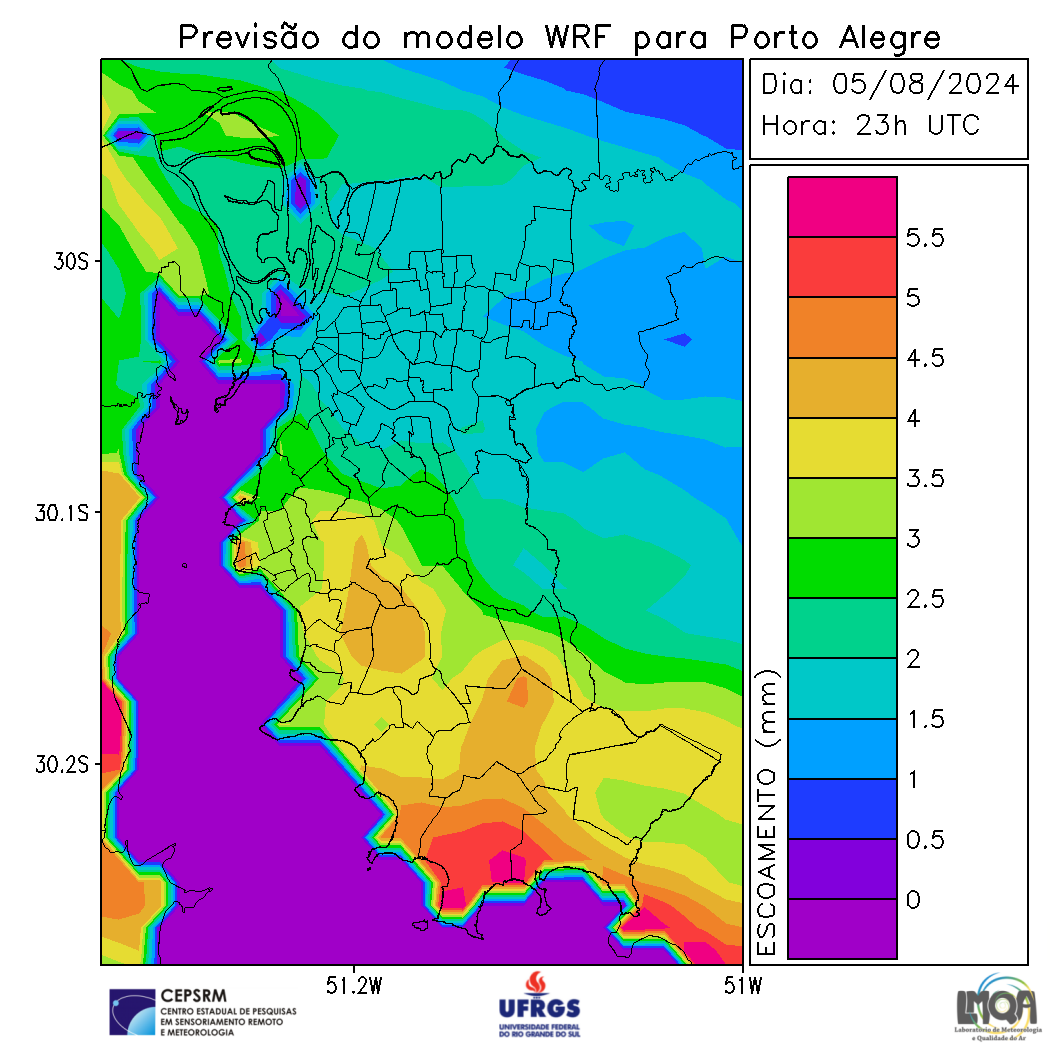 Previsão do modelo WRF para Porto Alegre
Dia: 05/08/2024
Hora: 23h UTC
30S
30.1S
30.2S
51.2W
51W
5.5
5
4.5
4
3.5
3
2.5
2
1.5
1
0.5
0
ESCOAMENTO (mm)
CEPSRM
CENTRO ESTADUAL DE PESQUISAS
EM SENSORIAMENTO REMOTO
E METEOROLOGIA
UFRGS
UNIVERSIDADE FEDERAL
DO RIO GRANDE DO SUL
LMQA
Laboratório de Meteorologia
e Qualidade do Ar